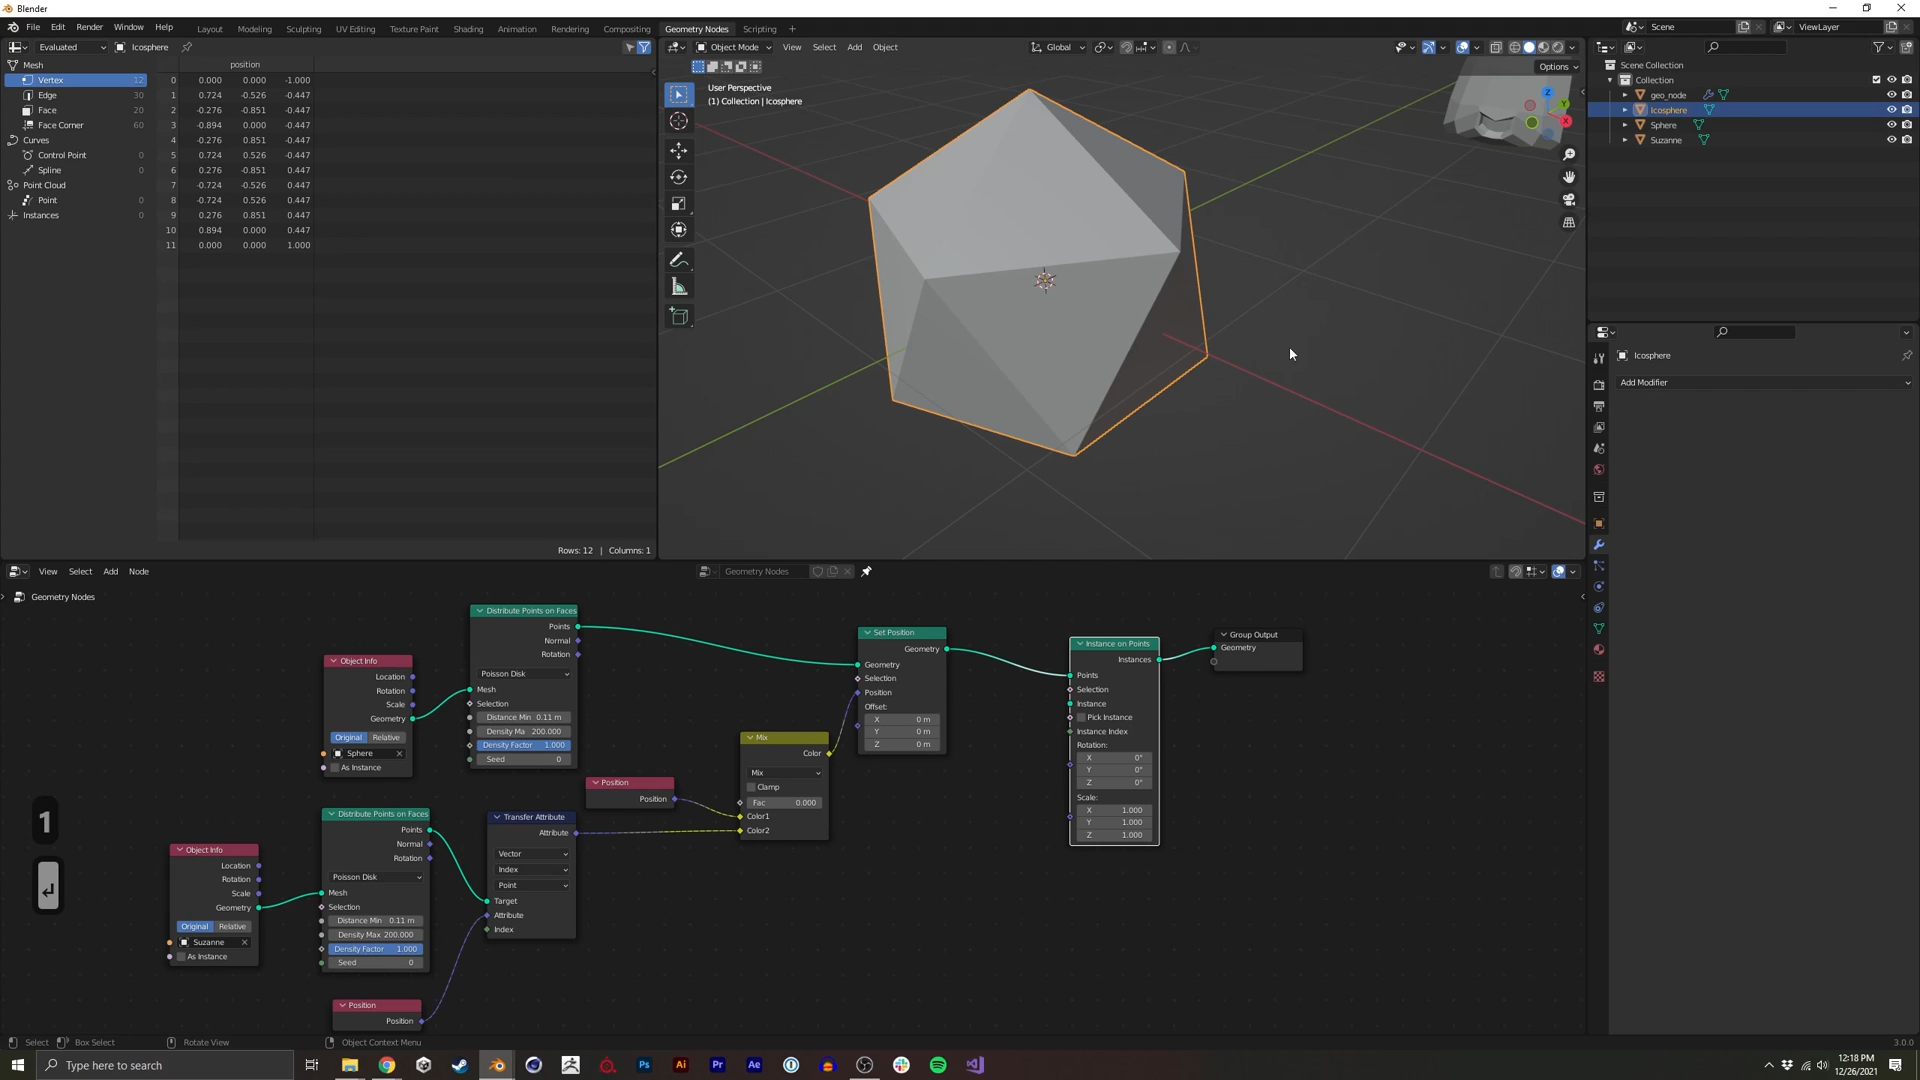 Blender
File Edit Render Window Help
Layout Modeling Sculpting UV Editing Texture Paint Shading Animation Rendering Compositing Geometry Nodes Scripting +
Scene
ViewLayer
Evaluated Icosphere
Mesh
Vertex 12
Edge 30
Face 20
Face Corner 60
Curves
Control Point 0
Spline 0
Point Cloud
Point 0
Instances 0
position
0 0.000 0.000 -1.000
1 0.724 -0.526 -0.447
2 -0.276 -0.851 -0.447
3 -0.894 0.000 -0.447
4 -0.276 0.851 -0.447
5 0.724 0.526 -0.447
6 0.276 -0.851 0.447
7 -0.724 -0.526 0.447
8 -0.724 0.526 0.447
9 0.276 0.851 0.447
10 0.894 0.000 0.447
11 0.000 0.000 1.000
Rows: 12 | Columns: 1
Object Mode View Select Add Object
Global
Options
User Perspective
(1) Collection | Icosphere
Z
Y
X
Scene Collection
Collection
geo_node
Icosphere
Sphere
Suzanne
Icosphere
Add Modifier
View Select Add Node
Geometry Nodes
Geometry Nodes
Object Info
Location
Rotation
Scale
Geometry
Original Relative
Sphere
As Instance
Distribute Points on Faces
Points
Normal
Rotation
Poisson Disk
Mesh
Selection
Distance Min 0.11 m
Density Ma 200.000
Density Factor 1.000
Seed 0
Object Info
Location
Rotation
Scale
Geometry
Original Relative
Suzanne
As Instance
Distribute Points on Faces
Points
Normal
Rotation
Poisson Disk
Mesh
Selection
Distance Min 0.11 m
Density Max 200.000
Density Factor 1.000
Seed 0
Position
Position
Transfer Attribute
Attribute
Vector
Index
Point
Target
Attribute
Index
Position
Position
Mix
Color
Mix
Clamp
Fac 0.000
Color1
Color2
Set Position
Geometry
Geometry
Selection
Position
Offset:
X 0 m
Y 0 m
Z 0 m
Instance on Points
Instances
Points
Selection
Instance
Pick Instance
Instance Index
Rotation:
X 0°
Y 0°
Z 0°
Scale:
X 1.000
Y 1.000
Z 1.000
Group Output
Geometry
1
Select Box Select Rotate View Object Context Menu
3.0.0
Type here to search
Ps Ai Pr Ae
12:18 PM
12/26/2021